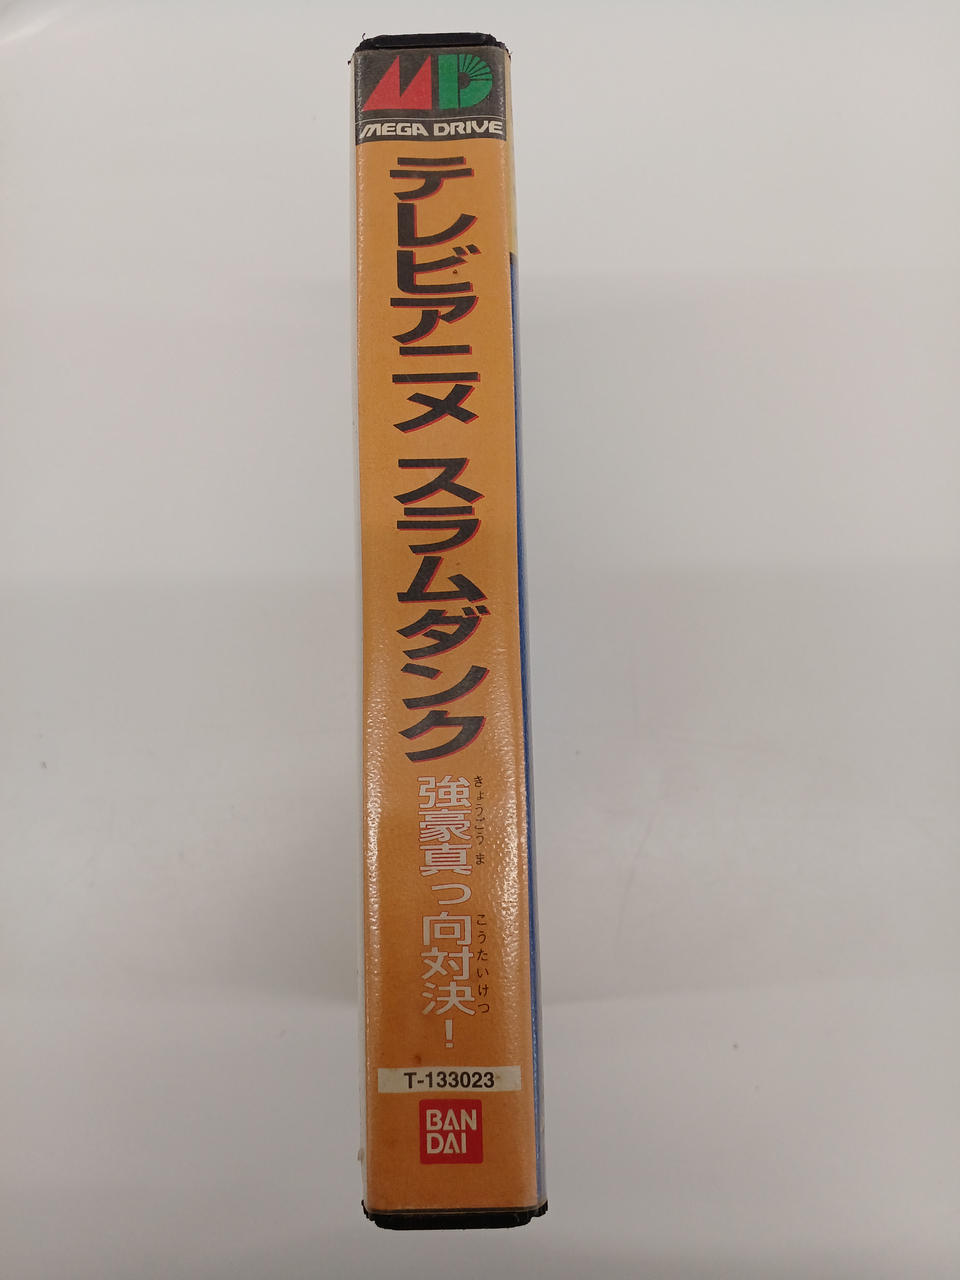 MD
MEGA DRIVE
テレビアニメ スラムダンク
強豪真っ向対決!
きょうごう ま
こうたいけつ
T-133023
BAN
DAI